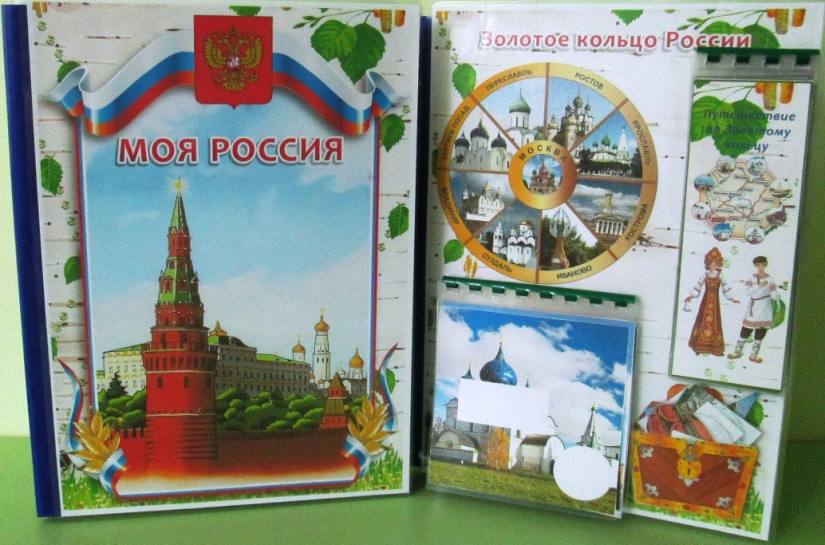 МОЯ РОССИЯ
Золотое кольцо России
ПЕРЕСЛАВЛЬ
РОСТОВ
ЯРОСЛАВЛЬ
КОСТРОМА
ИВАНОВО
СУЗДАЛЬ
ВЛАДИМИР
СЕРГИЕВ ПОСАД
МОСКВА
Путешествие
по Золотому
кольцу